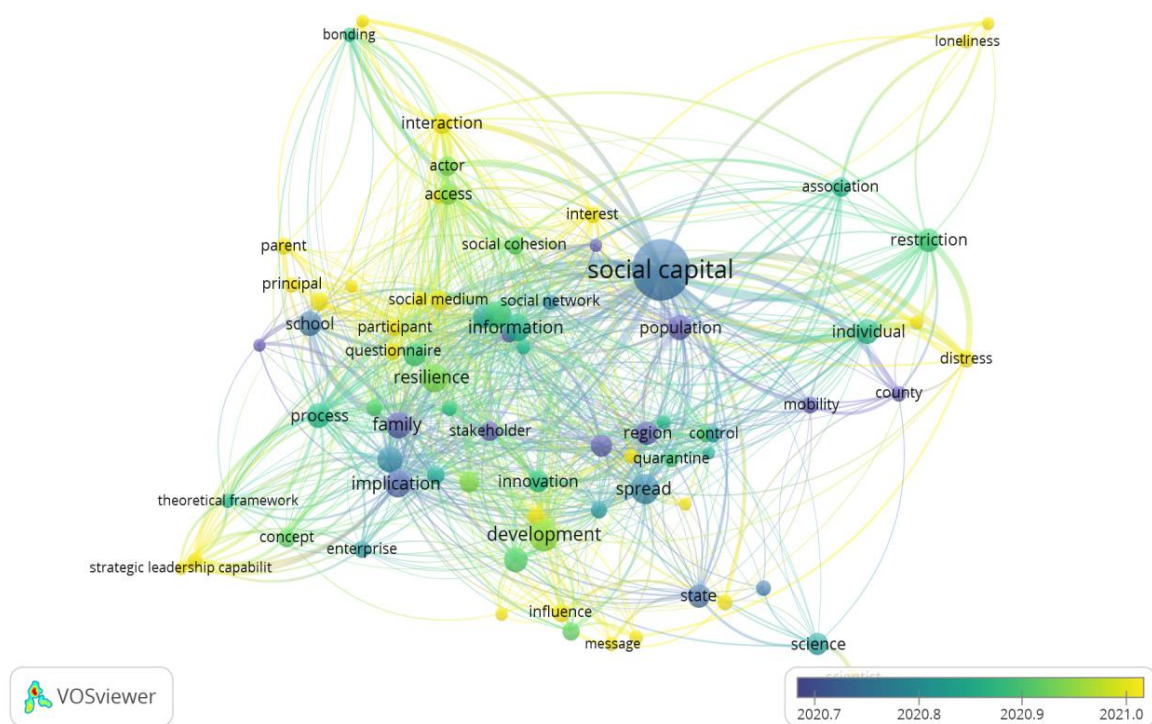 bonding
loneliness
interaction
actor
access
association
interest
restriction
parent
social cohesion
social capital
principal
social medium
social network
school
participant
information
population
individual
questionnaire
distress
resilience
mobility
county
process
family
stakeholder
region
control
quarantine
implication
innovation
spread
theoretical framework
concept
enterprise
development
strategic leadership capabilit
state
influence
message
science
scientist
VOSviewer
2020.7
2020.8
2020.9
2021.0